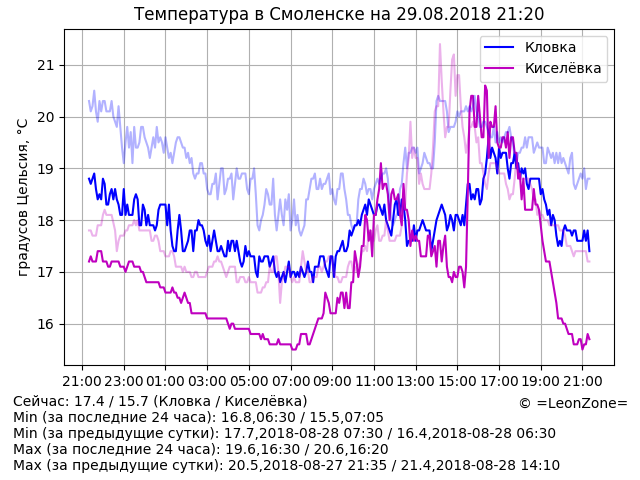 Температура в Смоленске на 29.08.2018 21:20
градусов Цельсия, °C
21
20
19
18
17
16
Кловка
Киселёвка
21:00 23:00 01:00 03:00 05:00 07:00 09:00 11:00 13:00 15:00 17:00 19:00 21:00
Сейчас: 17.4 / 15.7 (Кловка / Киселёвка)
© =LeonZone=
Min (за последние 24 часа): 16.8,06:30 / 15.5,07:05
Min (за предыдущие сутки): 17.7,2018-08-28 07:30 / 16.4,2018-08-28 06:30
Max (за последние 24 часа): 19.6,16:30 / 20.6,16:20
Max (за предыдущие сутки): 20.5,2018-08-27 21:35 / 21.4,2018-08-28 14:10